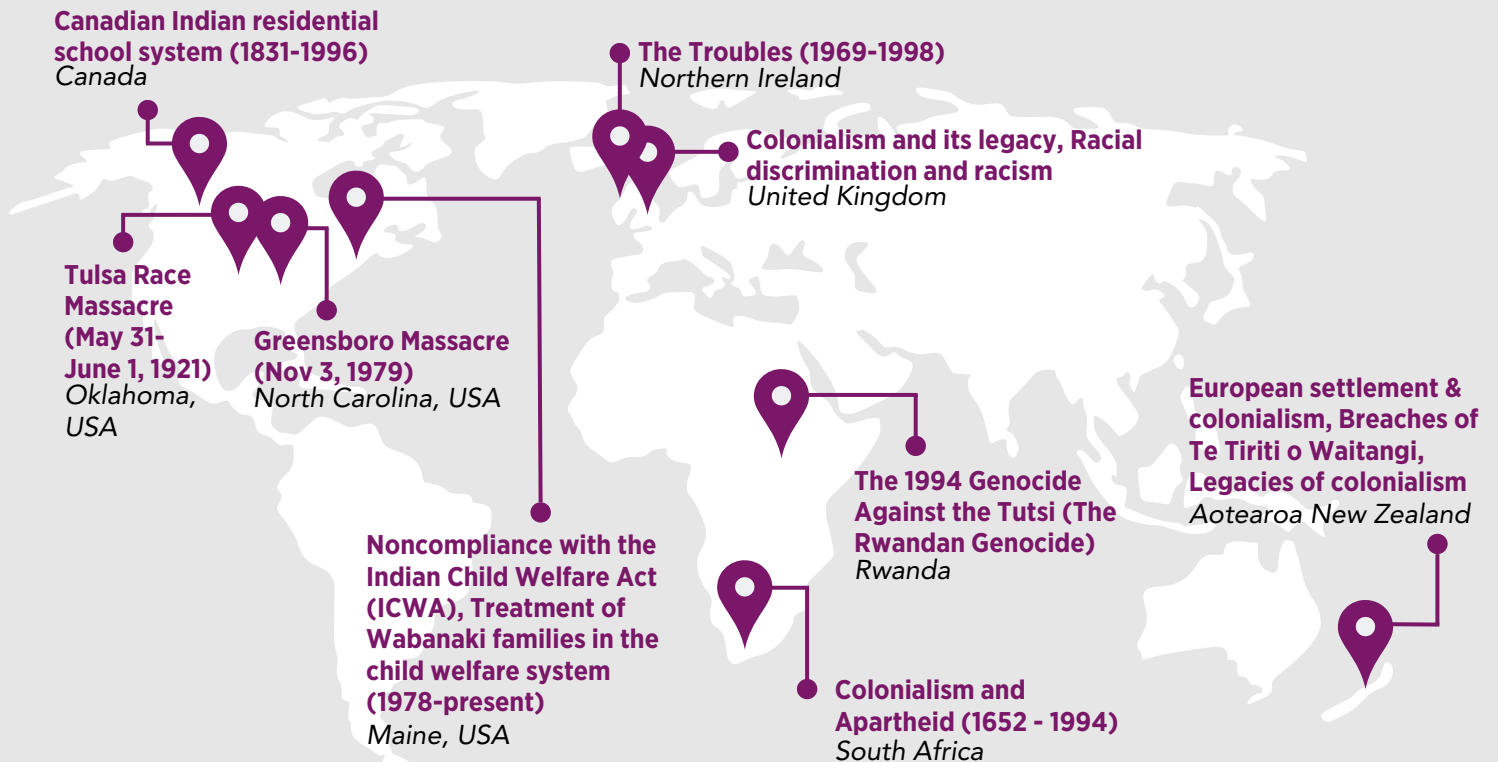 Canadian Indian residential
school system (1831-1996)
Canada
The Troubles (1969-1998)
Northern Ireland
Colonialism and its legacy, Racial
discrimination and racism
United Kingdom
Tulsa Race
Massacre
(May 31-
June 1, 1921)
Oklahoma,
USA
Greensboro Massacre
(Nov 3, 1979)
North Carolina, USA
Noncompliance with the
Indian Child Welfare Act
(ICWA), Treatment of
Wabanaki families in the
child welfare system
(1978-present)
Maine, USA
The 1994 Genocide
Against the Tutsi (The
Rwandan Genocide)
Rwanda
Colonialism and
Apartheid (1652 - 1994)
South Africa
European settlement &
colonialism, Breaches of
Te Tiriti o Waitangi,
Legacies of colonialism
Aotearoa New Zealand